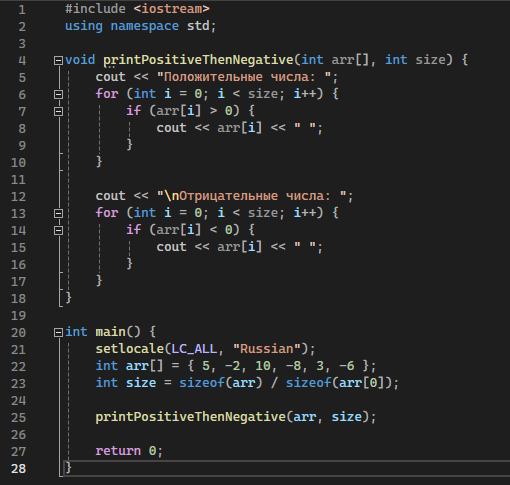 1 #include <iostream>
2 using namespace std;
3
4 void printPositiveThenNegative(int arr[], int size) {
5 cout << "Положительные числа: ";
6 for (int i = 0; i < size; i++) {
7 if (arr[i] > 0) {
8 cout << arr[i] << " ";
9 }
10 }
11
12 cout << "\nОтрицательные числа: ";
13 for (int i = 0; i < size; i++) {
14 if (arr[i] < 0) {
15 cout << arr[i] << " ";
16 }
17 }
18 }
19
20 int main() {
21 setlocale(LC_ALL, "Russian");
22 int arr[] = { 5, -2, 10, -8, 3, -6 };
23 int size = sizeof(arr) / sizeof(arr[0]);
24
25 printPositiveThenNegative(arr, size);
26
27 return 0;
28 }